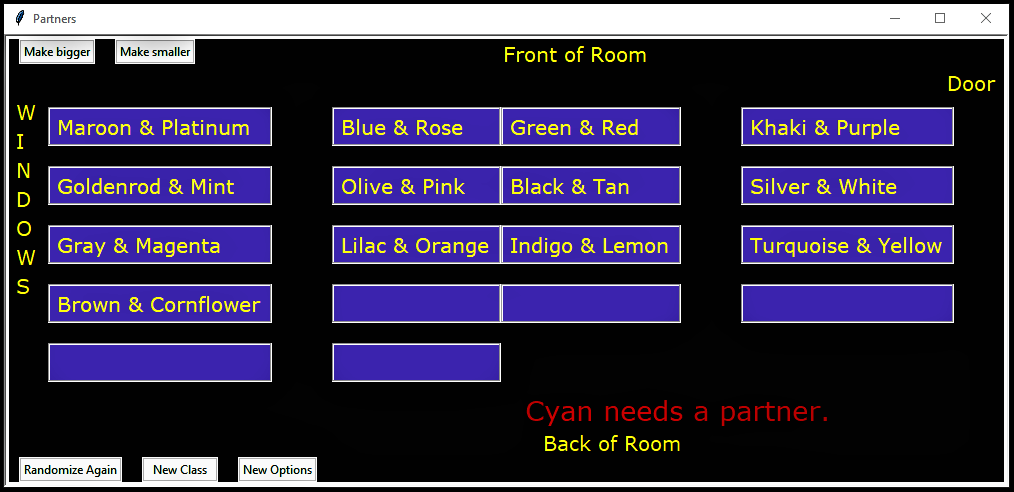 Partners
Make bigger Make smaller
Front of Room
Door
WINDOWS
Maroon & Platinum Blue & Rose Green & Red Khaki & Purple
Goldenrod & Mint Olive & Pink Black & Tan Silver & White
Gray & Magenta Lilac & Orange Indigo & Lemon Turquoise & Yellow
Brown & Cornflower
Cyan needs a partner.
Back of Room
Randomize Again New Class New Options